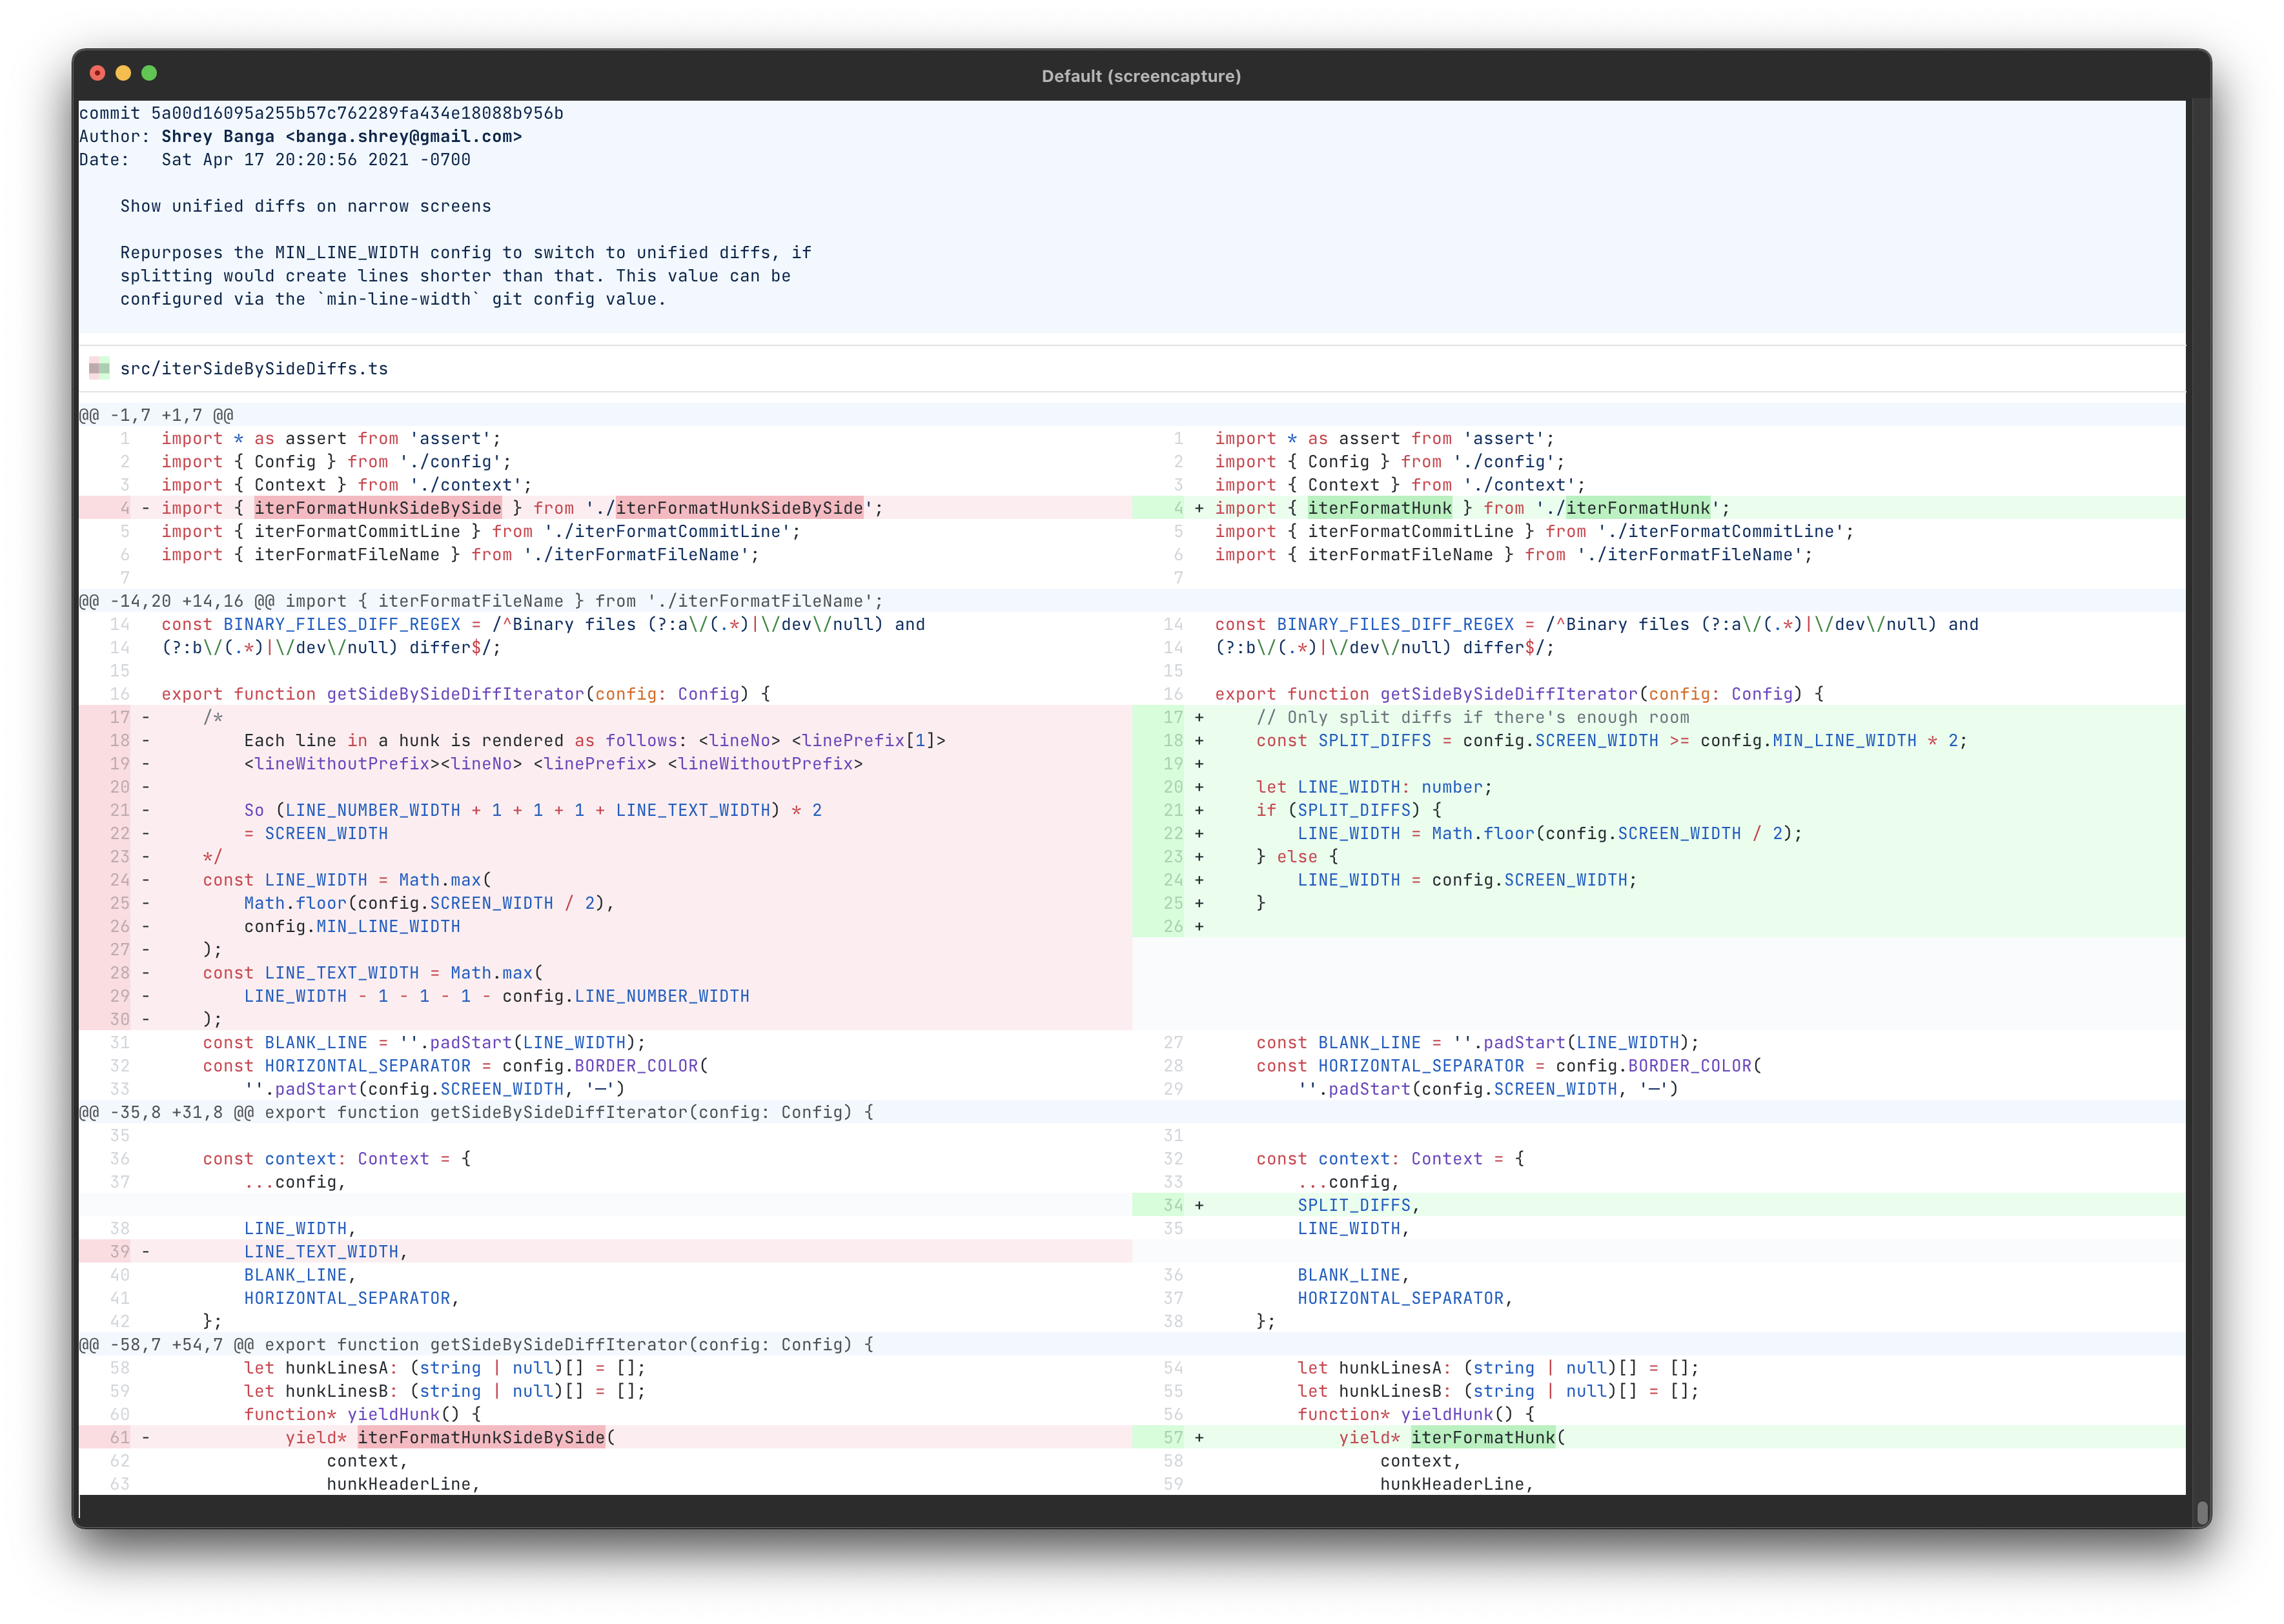 Default (screencapture)
commit 5a00d16095a255b57c762289fa434e18088b956b
Author: Shrey Banga <banga.shrey@gmail.com>
Date:   Sat Apr 17 20:20:56 2021 -0700
    Show unified diffs on narrow screens
    Repurposes the MIN_LINE_WIDTH config to switch to unified diffs, if
    splitting would create lines shorter than that. This value can be
    configured via the `min-line-width` git config value.
src/iterSideBySideDiffs.ts
@@ -1,7 +1,7 @@
1   import * as assert from 'assert';   1   import * as assert from 'assert';
2   import { Config } from './config';   2   import { Config } from './config';
3   import { Context } from './context';   3   import { Context } from './context';
4 - import { iterFormatHunkSideBySide } from './iterFormatHunkSideBySide';   4 + import { iterFormatHunk } from './iterFormatHunk';
5   import { iterFormatCommitLine } from './iterFormatCommitLine';   5   import { iterFormatCommitLine } from './iterFormatCommitLine';
6   import { iterFormatFileName } from './iterFormatFileName';   6   import { iterFormatFileName } from './iterFormatFileName';
7   7
@@ -14,20 +14,16 @@ import { iterFormatFileName } from './iterFormatFileName';
14   const BINARY_FILES_DIFF_REGEX = /^Binary files (?:a\/(.*)|\/dev\/null) and   14   const BINARY_FILES_DIFF_REGEX = /^Binary files (?:a\/(.*)|\/dev\/null) and
14   (?:b\/(.*)|\/dev\/null) differ$/;   14   (?:b\/(.*)|\/dev\/null) differ$/;
15   15
16   export function getSideBySideDiffIterator(config: Config) {   16   export function getSideBySideDiffIterator(config: Config) {
17 -     /*   17 +     // Only split diffs if there's enough room
18 -         Each line in a hunk is rendered as follows: <lineNo> <linePrefix[1]>   18 +     const SPLIT_DIFFS = config.SCREEN_WIDTH >= config.MIN_LINE_WIDTH * 2;
19 -         <lineWithoutPrefix><lineNo> <linePrefix> <lineWithoutPrefix>   19 +
20 -   20 +     let LINE_WIDTH: number;
21 -         So (LINE_NUMBER_WIDTH + 1 + 1 + 1 + LINE_TEXT_WIDTH) * 2   21 +     if (SPLIT_DIFFS) {
22 -         = SCREEN_WIDTH   22 +         LINE_WIDTH = Math.floor(config.SCREEN_WIDTH / 2);
23 -     */   23 +     } else {
24 -     const LINE_WIDTH = Math.max(   24 +         LINE_WIDTH = config.SCREEN_WIDTH;
25 -         Math.floor(config.SCREEN_WIDTH / 2),   25 +     }
26 -         config.MIN_LINE_WIDTH   26 +
27 -     );
28 -     const LINE_TEXT_WIDTH = Math.max(
29 -         LINE_WIDTH - 1 - 1 - 1 - config.LINE_NUMBER_WIDTH
30 -     );
31       const BLANK_LINE = ''.padStart(LINE_WIDTH);   27       const BLANK_LINE = ''.padStart(LINE_WIDTH);
32       const HORIZONTAL_SEPARATOR = config.BORDER_COLOR(   28       const HORIZONTAL_SEPARATOR = config.BORDER_COLOR(
33           ''.padStart(config.SCREEN_WIDTH, '─')   29           ''.padStart(config.SCREEN_WIDTH, '─')
@@ -35,8 +31,8 @@ export function getSideBySideDiffIterator(config: Config) {
35   31
36       const context: Context = {   32       const context: Context = {
37           ...config,   33           ...config,
34 +         SPLIT_DIFFS,
38           LINE_WIDTH,   35           LINE_WIDTH,
39 -         LINE_TEXT_WIDTH,
40           BLANK_LINE,   36           BLANK_LINE,
41           HORIZONTAL_SEPARATOR,   37           HORIZONTAL_SEPARATOR,
42       };   38       };
@@ -58,7 +54,7 @@ export function getSideBySideDiffIterator(config: Config) {
58           let hunkLinesA: (string | null)[] = [];   54           let hunkLinesA: (string | null)[] = [];
59           let hunkLinesB: (string | null)[] = [];   55           let hunkLinesB: (string | null)[] = [];
60           function* yieldHunk() {   56           function* yieldHunk() {
61 -             yield* iterFormatHunkSideBySide(   57 +             yield* iterFormatHunk(
62                   context,   58                   context,
63                   hunkHeaderLine,   59                   hunkHeaderLine,